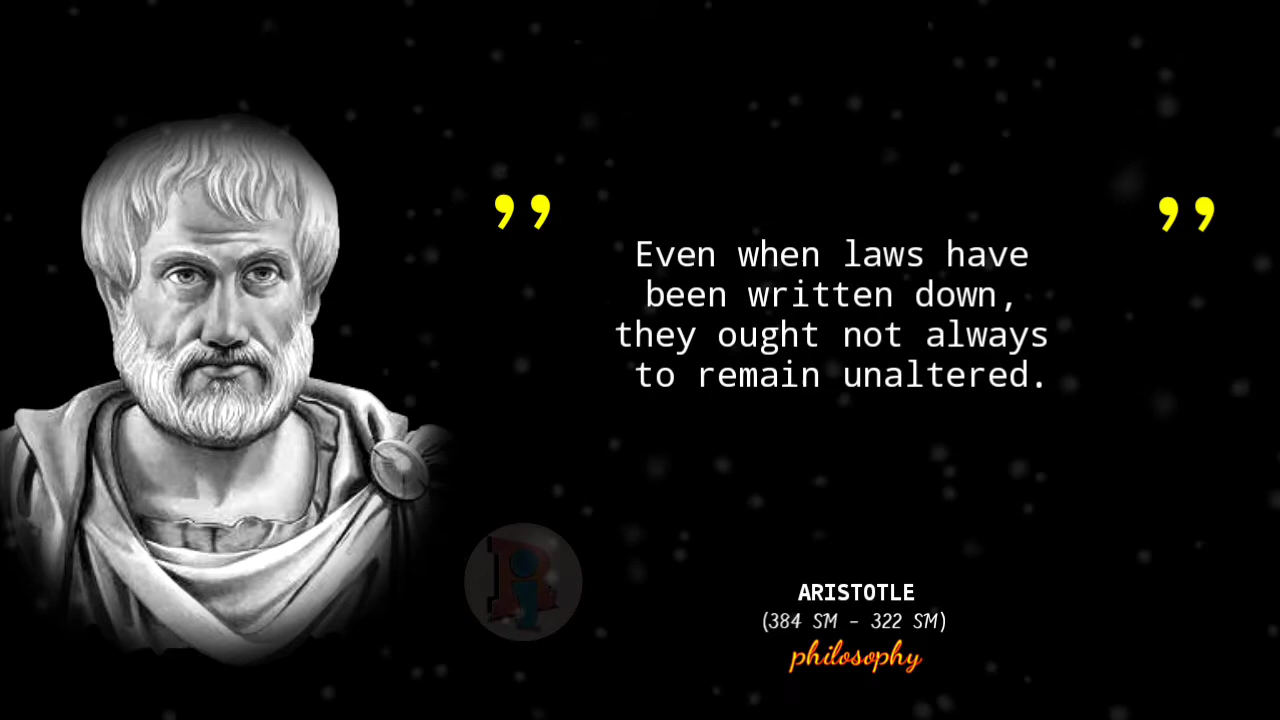 ” ”
Even when laws have
been written down,
they ought not always
to remain unaltered.
ARISTOTLE
(384 SM - 322 SM)
philosophy